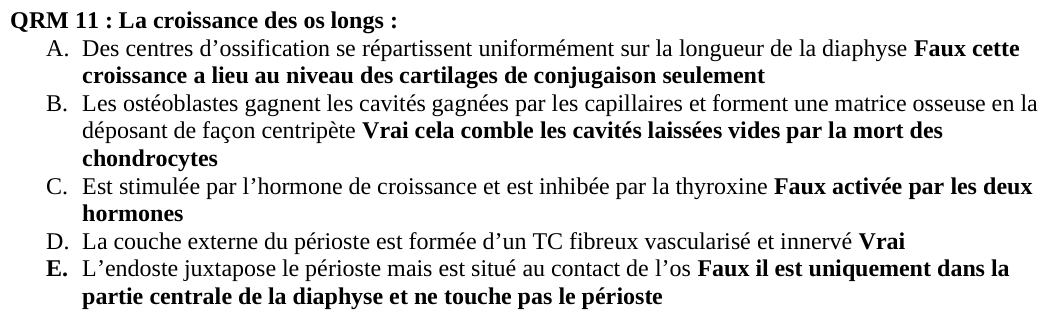 QRM 11 : La croissance des os longs :
A. Des centres d’ossification se répartissent uniformément sur la longueur de la diaphyse Faux cette
croissance a lieu au niveau des cartilages de conjugaison seulement
B. Les ostéoblastes gagnent les cavités gagnées par les capillaires et forment une matrice osseuse en la
déposant de façon centripète Vrai cela comble les cavités laissées vides par la mort des
chondrocytes
C. Est stimulée par l’hormone de croissance et est inhibée par la thyroxine Faux activée par les deux
hormones
D. La couche externe du périoste est formée d’un TC fibreux vascularisé et innervé Vrai
E. L’endoste juxtapose le périoste mais est situé au contact de l’os Faux il est uniquement dans la
partie centrale de la diaphyse et ne touche pas le périoste